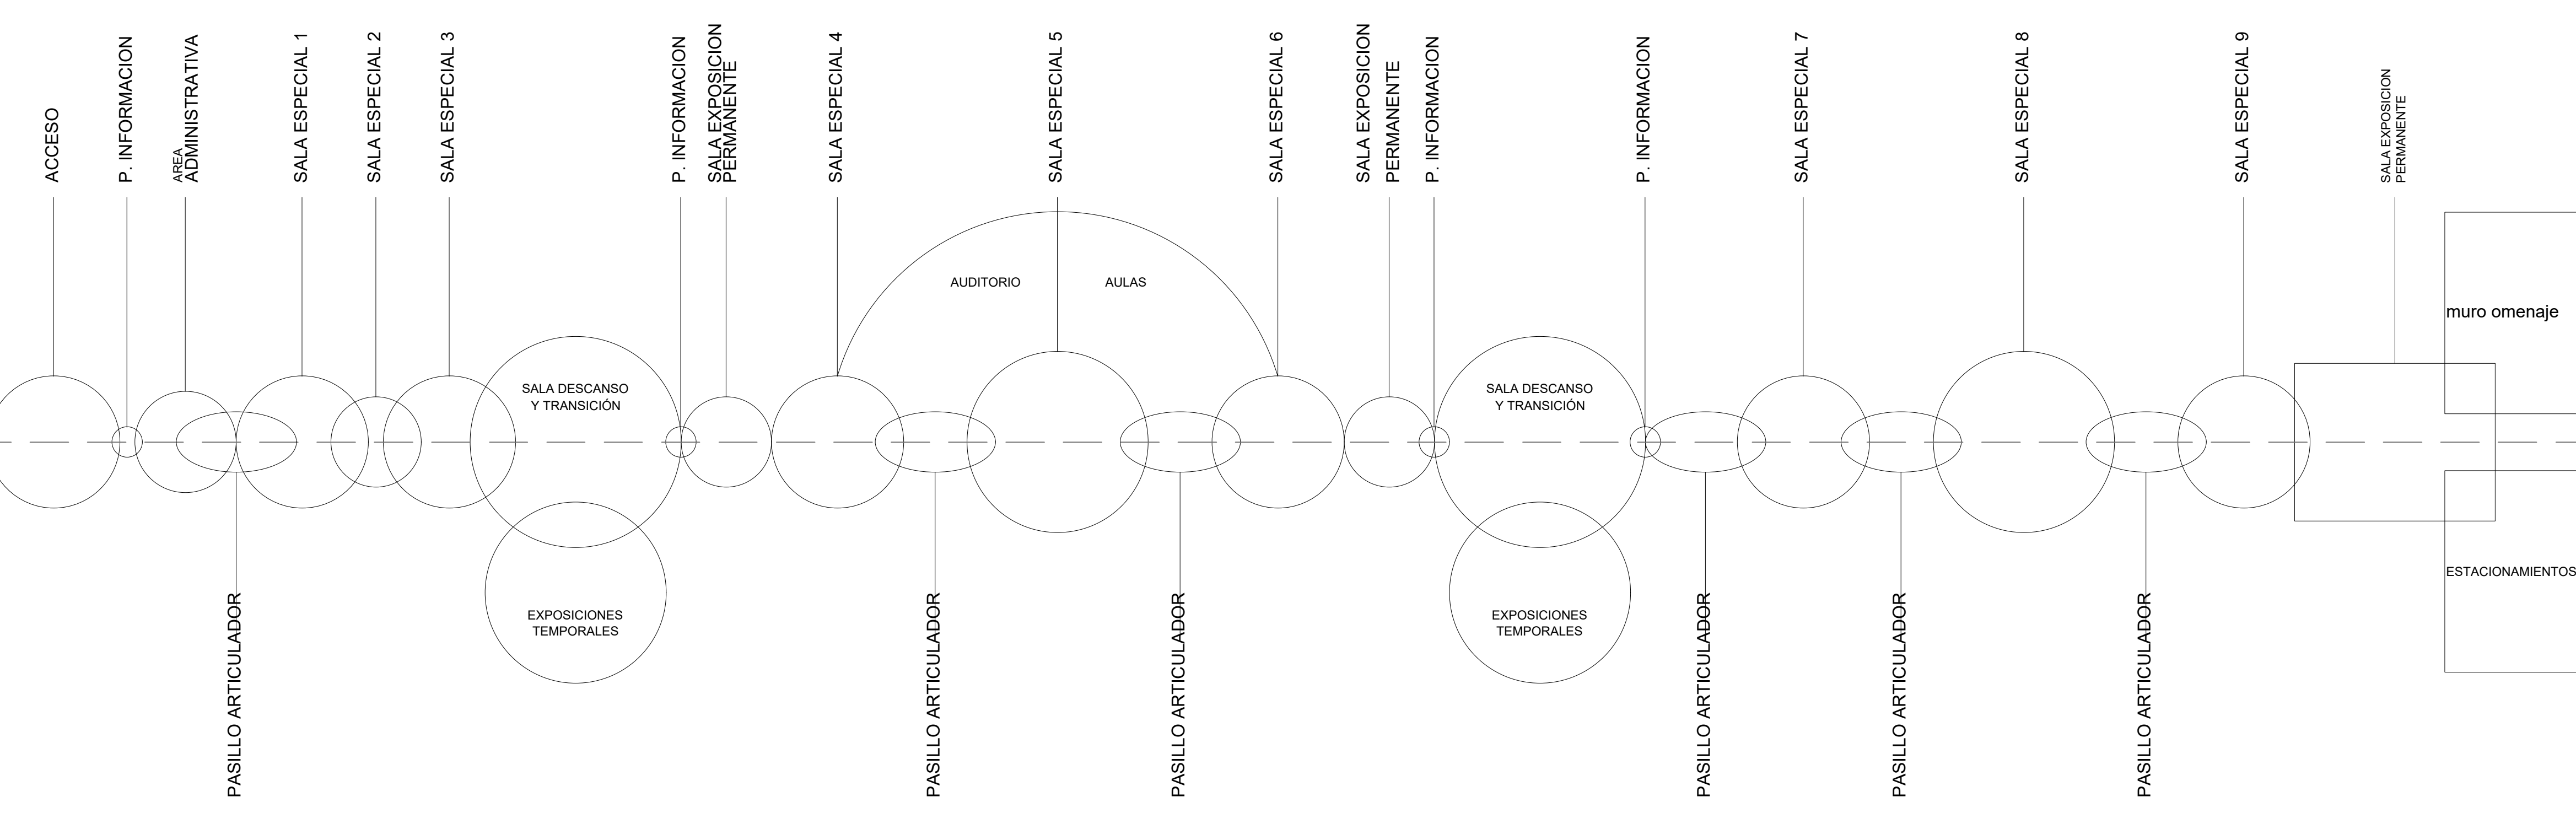 ACCESO
P. INFORMACION
AREA
ADMINISTRATIVA
SALA ESPECIAL 1
SALA ESPECIAL 2
SALA ESPECIAL 3
P. INFORMACION
SALA EXPOSICION
PERMANENTE
SALA ESPECIAL 4
SALA ESPECIAL 5
SALA ESPECIAL 6
SALA EXPOSICION
PERMANENTE
P. INFORMACION
P. INFORMACION
SALA ESPECIAL 7
SALA ESPECIAL 8
SALA ESPECIAL 9
SALA EXPOSICION
PERMANENTE
AUDITORIO
AULAS
muro omenaje
SALA DESCANSO
Y TRANSICIÓN
SALA DESCANSO
Y TRANSICIÓN
ESTACIONAMIENTOS
EXPOSICIONES
TEMPORALES
EXPOSICIONES
TEMPORALES
PASILLO ARTICULADOR
PASILLO ARTICULADOR
PASILLO ARTICULADOR
PASILLO ARTICULADOR
PASILLO ARTICULADOR
PASILLO ARTICULADOR